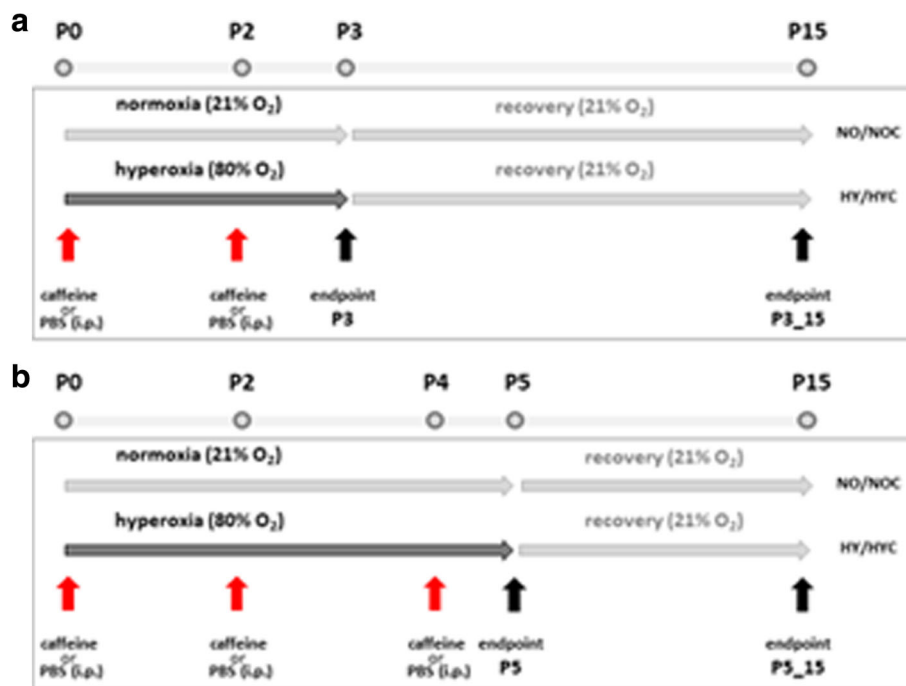 a
P0 P2 P3 P15
normoxia (21% O₂) recovery (21% O₂) NO/NOC
hyperoxia (80% O₂) recovery (21% O₂) HY/HYC
caffeine caffeine endpoint endpoint
or or P3 P3_15
PBS (i.p.) PBS (i.p.)
b
P0 P2 P4 P5 P15
normoxia (21% O₂) recovery (21% O₂) NO/NOC
hyperoxia (80% O₂) recovery (21% O₂) HY/HYC
caffeine caffeine caffeine endpoint endpoint
or or or P5 P5_15
PBS (i.p.) PBS (i.p.) PBS (i.p.)